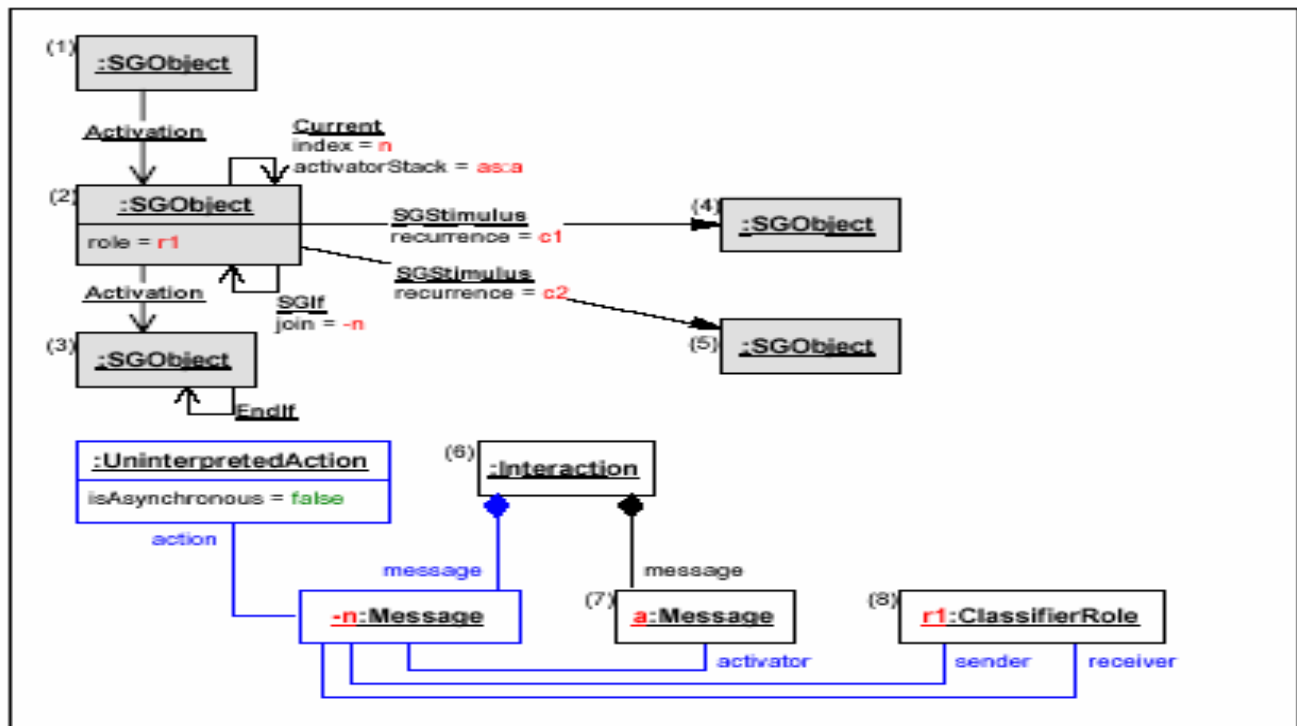 (1)
:SGObject
Activation
Current
index = n
activatorStack = as:a
(2)
:SGObject
role = r1
SGStimulus
recurrence = c1
(4)
:SGObject
SGStimulus
recurrence = c2
Activation
SGIf
join = -n
(3)
:SGObject
(5)
:SGObject
EndIf
:UninterpretedAction
isAsynchronous = false
(6)
:Interaction
action
message
message
-n:Message
(7)
a:Message
(8)
r1:ClassifierRole
activator
sender
receiver